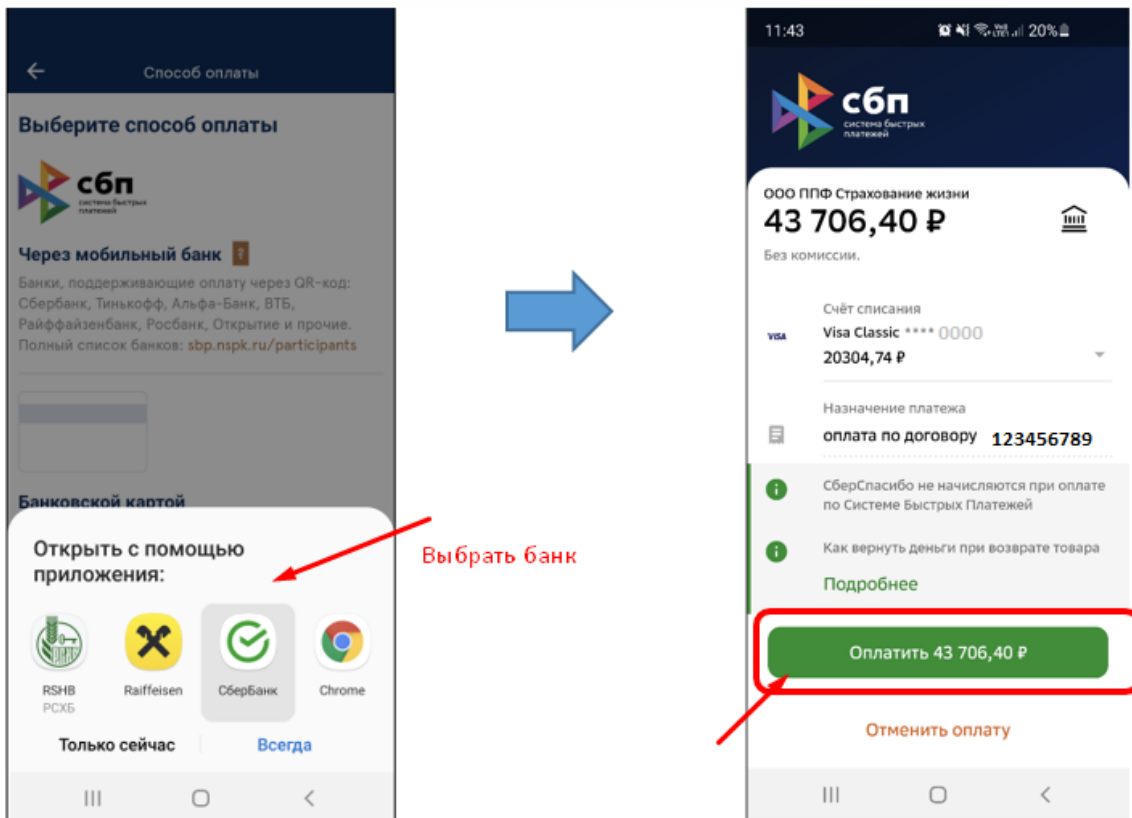 Способ оплаты
Выберите способ оплаты
сбп
система быстрых
платежей
Через мобильный банк
Банки, поддерживающие оплату через QR-код:
Сбербанк, Тинькофф, Альфа-Банк, ВТБ,
Райффайзенбанк, Росбанк, Открытие и прочие.
Полный список банков: sbp.nspk.ru/participants
Банковской картой
Открыть с помощью
приложения:
RSHB
РСХБ
Raiffeisen
СберБанк
Chrome
Только сейчас
Всегда
Выбрать банк
11:43
20%
сбп
система быстрых
платежей
ООО ППФ Страхование жизни
43 706,40 ₽
Без комиссии.
Счёт списания
VISA
Visa Classic **** 0000
20304,74 ₽
Назначение платежа
оплата по договору 123456789
СберСпасибо не начисляются при оплате
по Системе Быстрых Платежей
Как вернуть деньги при возврате товара
Подробнее
Оплатить 43 706,40 ₽
Отменить оплату